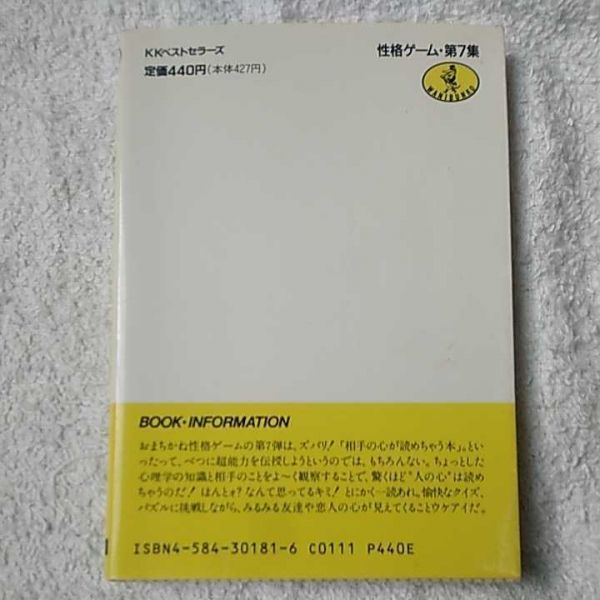 KKベストセラーズ
定価440円(本体427円)
性格ゲーム・第7集
WANIBUNKO
BOOK・INFORMATION
おまちかね性格ゲームの第7弾は、ズバリ!「相手の心が読めちゃう本」。とい
ったって、べつに超能力を伝授しようというのでは、もちろんない。ちょっとした
心理学の知識と相手のことをよ〜く観察することで、驚くほど“人の心”は読め
ちゃうのだ! ほんとォ?なんて思ってるキミ! とにかく一読あれ。愉快なクイズ、
パズルに挑戦しながら、みるみる友達や恋人の心が見えてくることウケアイだ。
ISBN4-584-30181-6 C0111 P440E